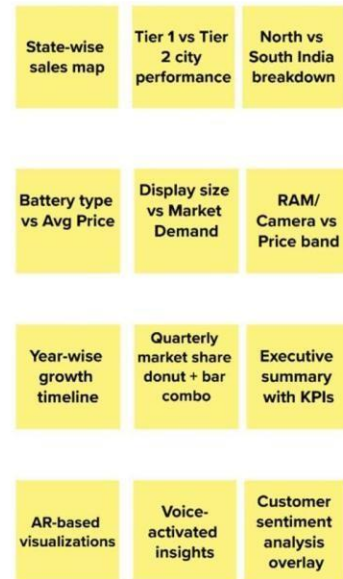 State-wise
sales map
Tier 1 vs Tier
2 city
performance
North vs
South India
breakdown
Battery type
vs Avg Price
Display size
vs Market
Demand
RAM/
Camera vs
Price band
Year-wise
growth
timeline
Quarterly
market share
donut + bar
combo
Executive
summary
with KPIs
AR-based
visualizations
Voice-
activated
insights
Customer
sentiment
analysis
overlay